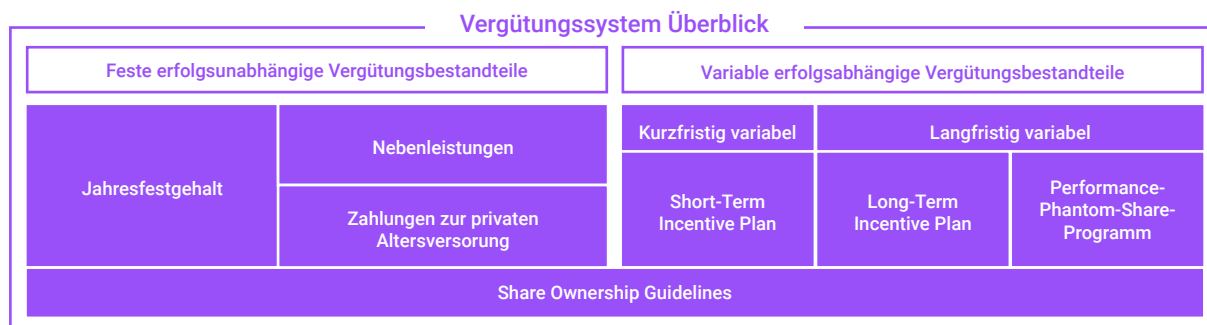 Vergütungssystem Überblick
Feste erfolgsunabhängige Vergütungsbestandteile
Variable erfolgsabhängige Vergütungsbestandteile
Jahresfestgehalt
Nebenleistungen
Zahlungen zur privaten
Altersversorung
Kurzfristig variabel
Langfristig variabel
Short-Term
Incentive Plan
Long-Term
Incentive Plan
Performance-
Phantom-Share-
Programm
Share Ownership Guidelines